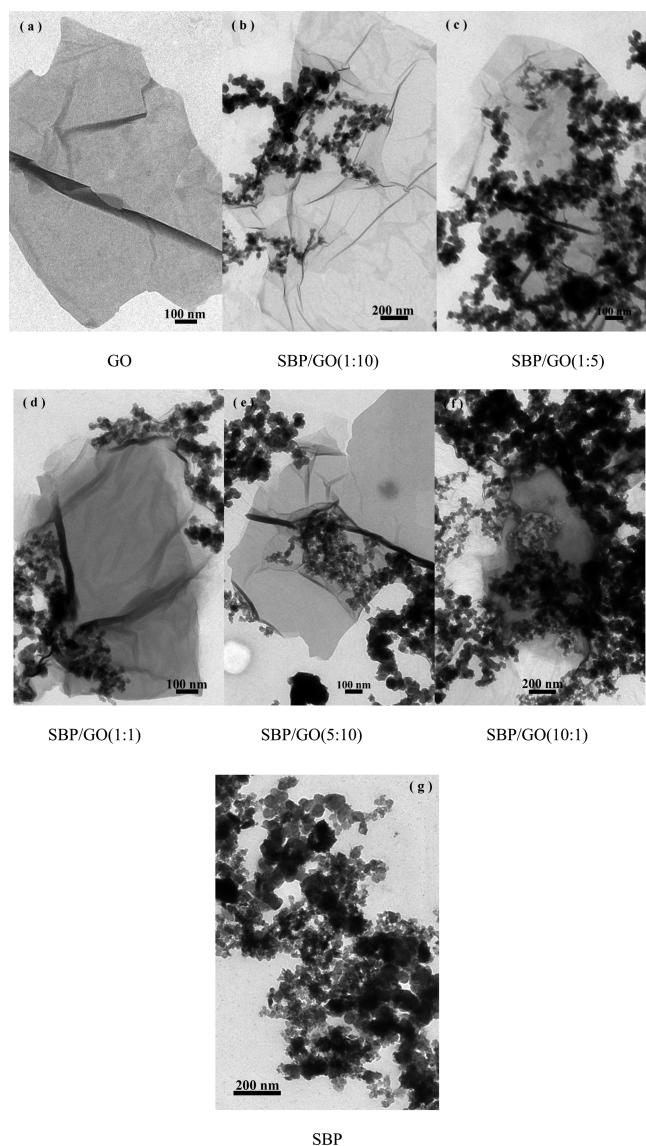 ( a )
( b )
( c )
100 nm
200 nm
100 nm
GO
SBP/GO(1:10)
SBP/GO(1:5)
( d )
( e )
( f )
100 nm
100 nm
200 nm
SBP/GO(1:1)
SBP/GO(5:10)
SBP/GO(10:1)
( g )
200 nm
SBP